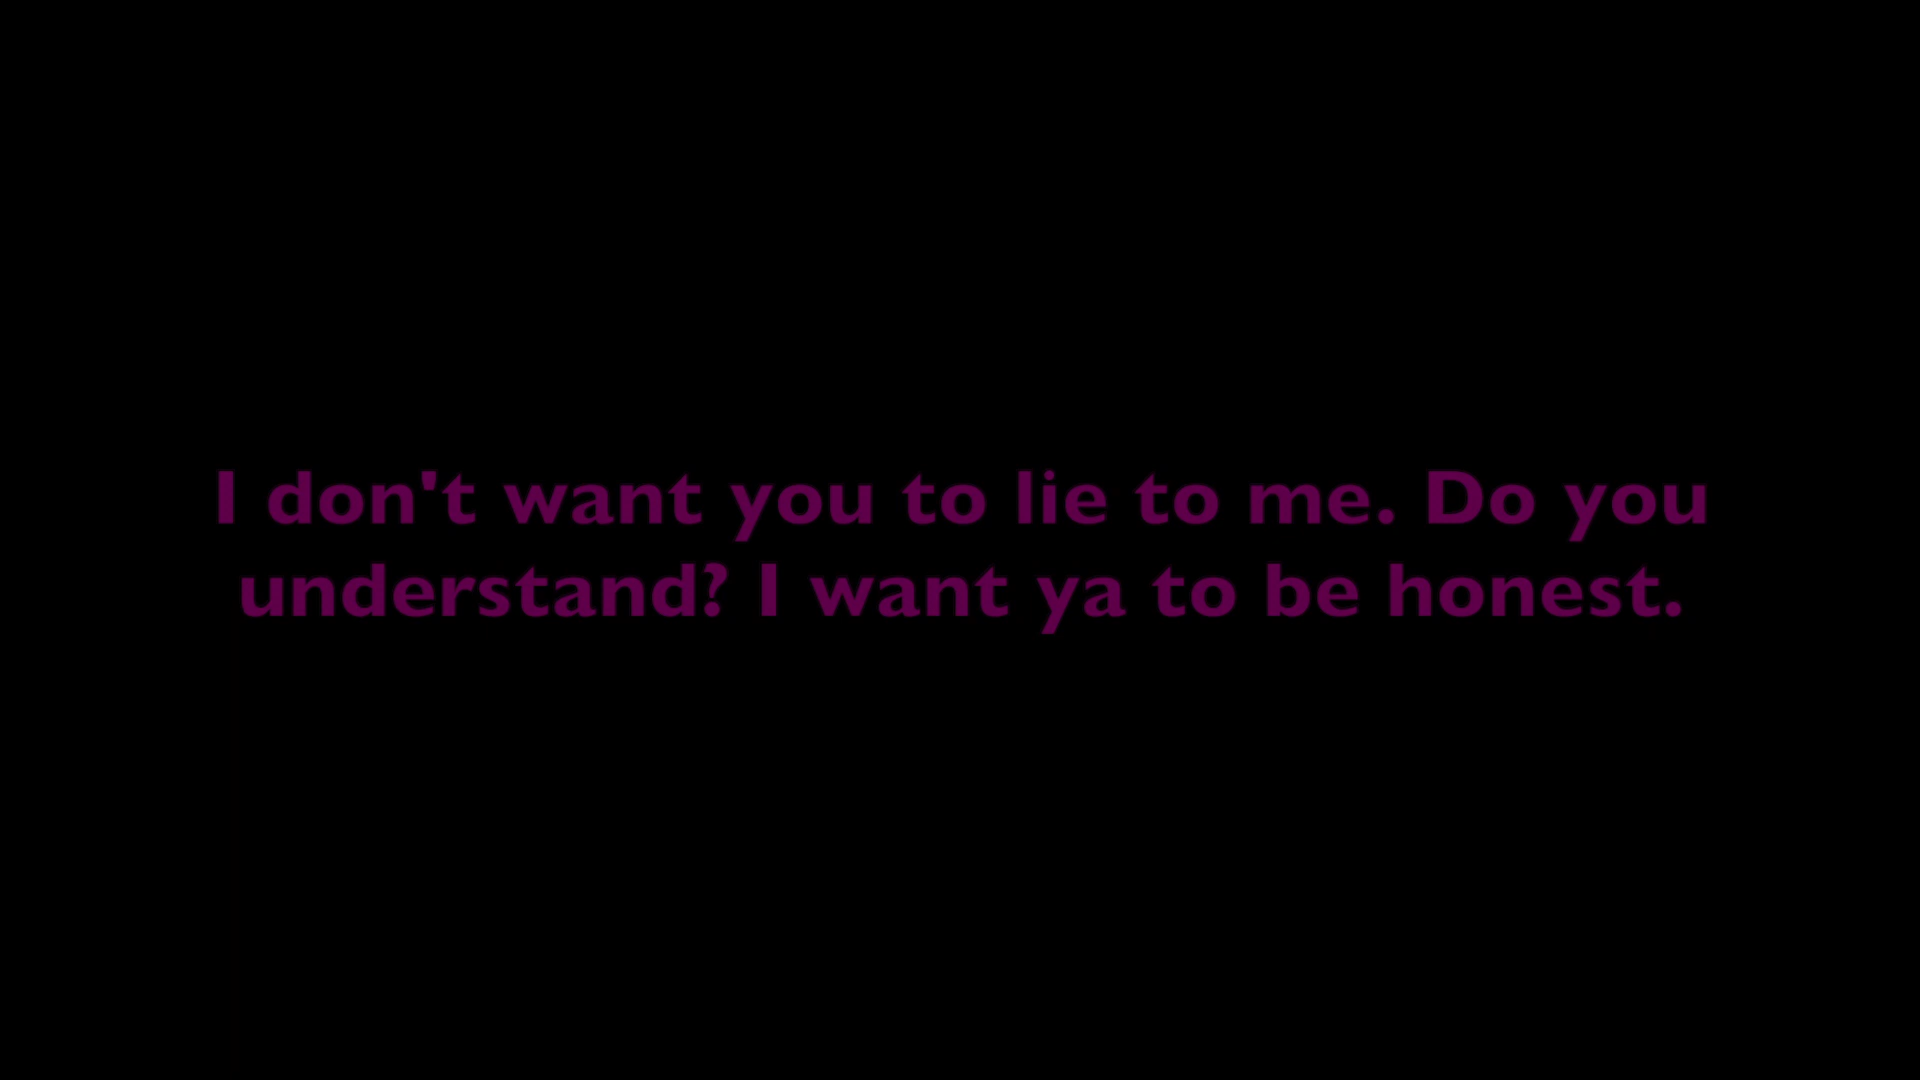 I don't want you to lie to me. Do you
understand? I want ya to be honest.